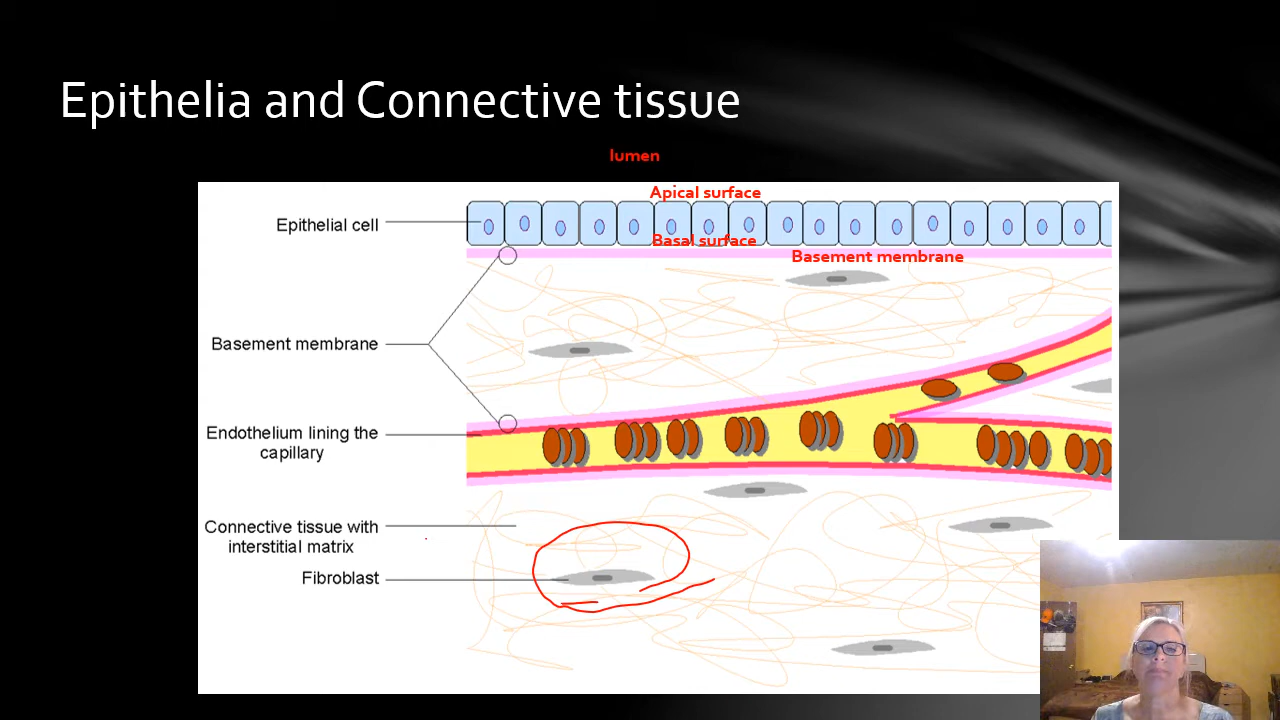 Epithelia and Connective tissue
lumen
Apical surface
Epithelial cell
Basal surface
Basement membrane
Basement membrane
Endothelium lining the
capillary
Connective tissue with
interstitial matrix
Fibroblast